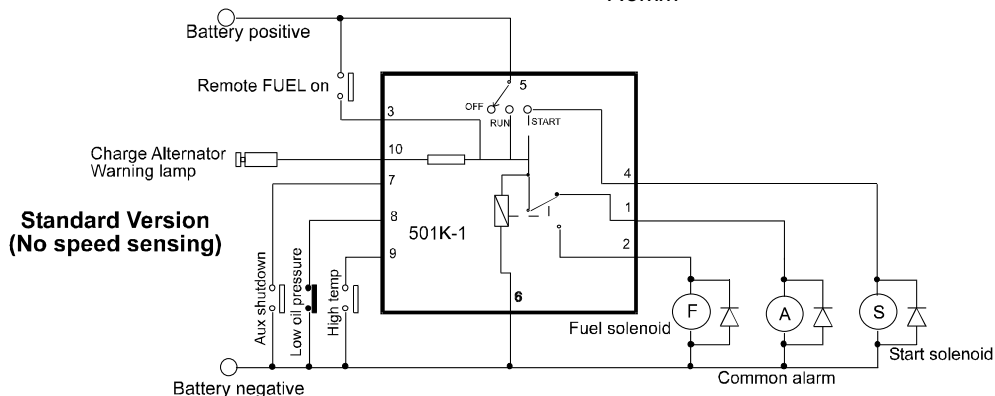 Battery positive
Remote FUEL on
5
OFF
RUN
START
3
10
Charge Alternator
Warning lamp
7
4
Standard Version
(No speed sensing)
8
1
501K-1
9
2
6
Aux shutdown
Low oil pressure
High temp
F
A
S
Fuel solenoid
Start solenoid
Common alarm
Battery negative